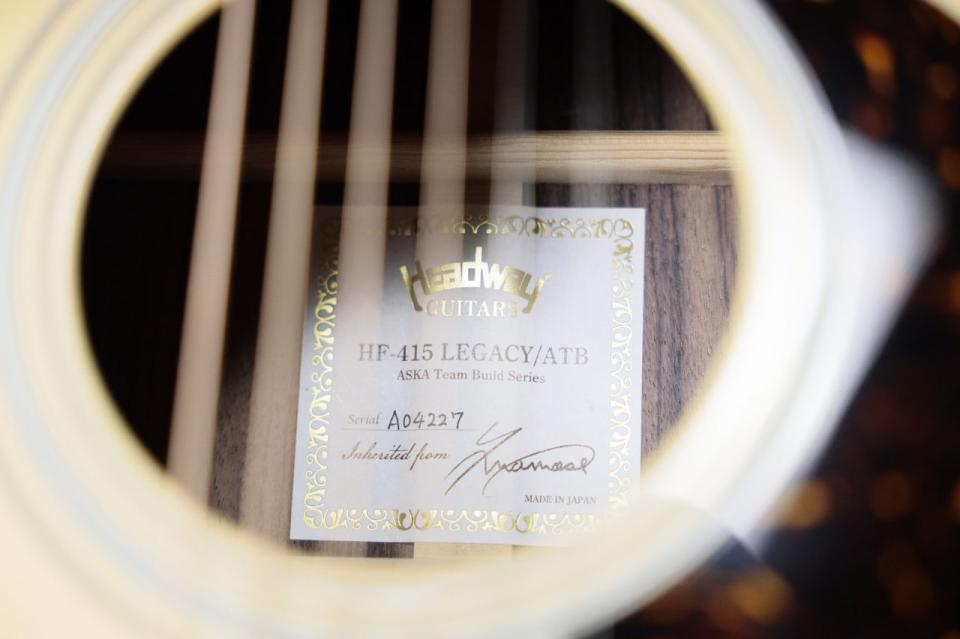 Headway
GUITARS
HF-415 LEGACY/ATB
ASKA Team Build Series
Serial A04227
Inherited from
MADE IN JAPAN